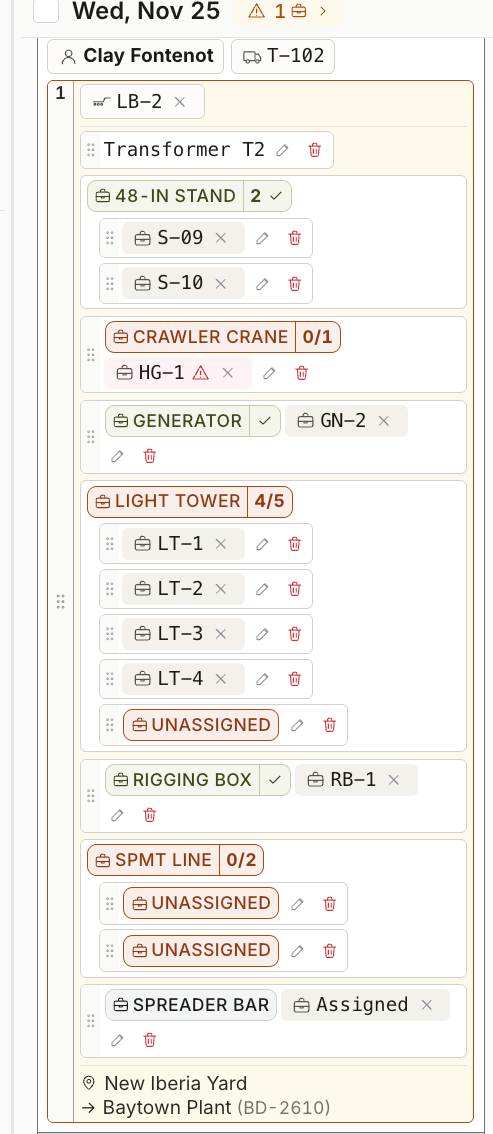 Wed, Nov 25 1
Clay Fontenot T-102
1 LB-2
Transformer T2
48-IN STAND 2
S-09
S-10
CRAWLER CRANE 0/1
HG-1
GENERATOR GN-2
LIGHT TOWER 4/5
LT-1
LT-2
LT-3
LT-4
UNASSIGNED
RIGGING BOX RB-1
SPMT LINE 0/2
UNASSIGNED
UNASSIGNED
SPREADER BAR Assigned
New Iberia Yard
→ Baytown Plant (BD-2610)